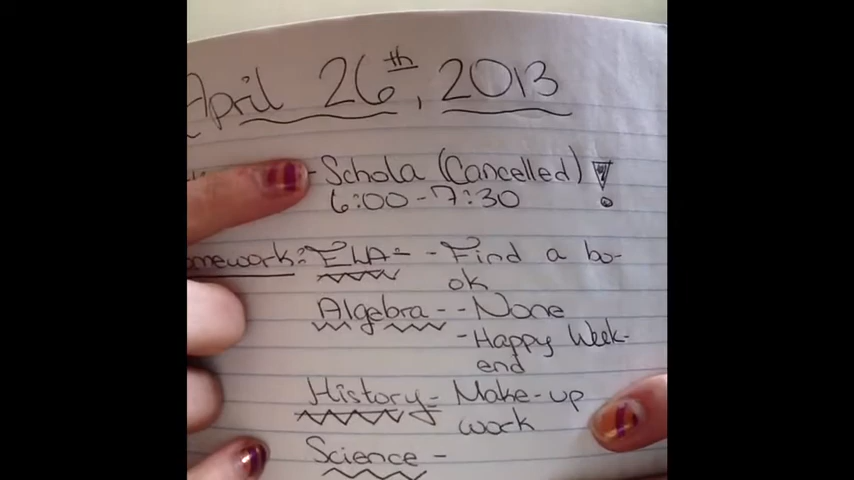 April 26th, 2013
-Schola (Cancelled)!
6:00-7:30
omework: ELA- -Find a bo-
ok
Algebra- -None
-Happy Week-
end
History- Make-up
work
Science -